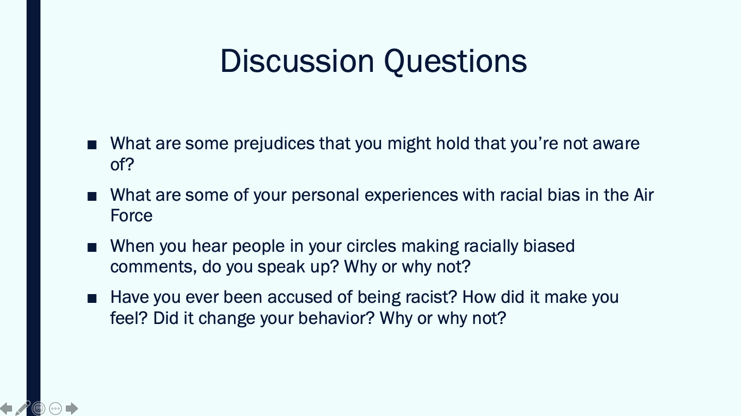 Discussion Questions
■ What are some prejudices that you might hold that you’re not aware
of?
■ What are some of your personal experiences with racial bias in the Air
Force
■ When you hear people in your circles making racially biased
comments, do you speak up? Why or why not?
■ Have you ever been accused of being racist? How did it make you
feel? Did it change your behavior? Why or why not?